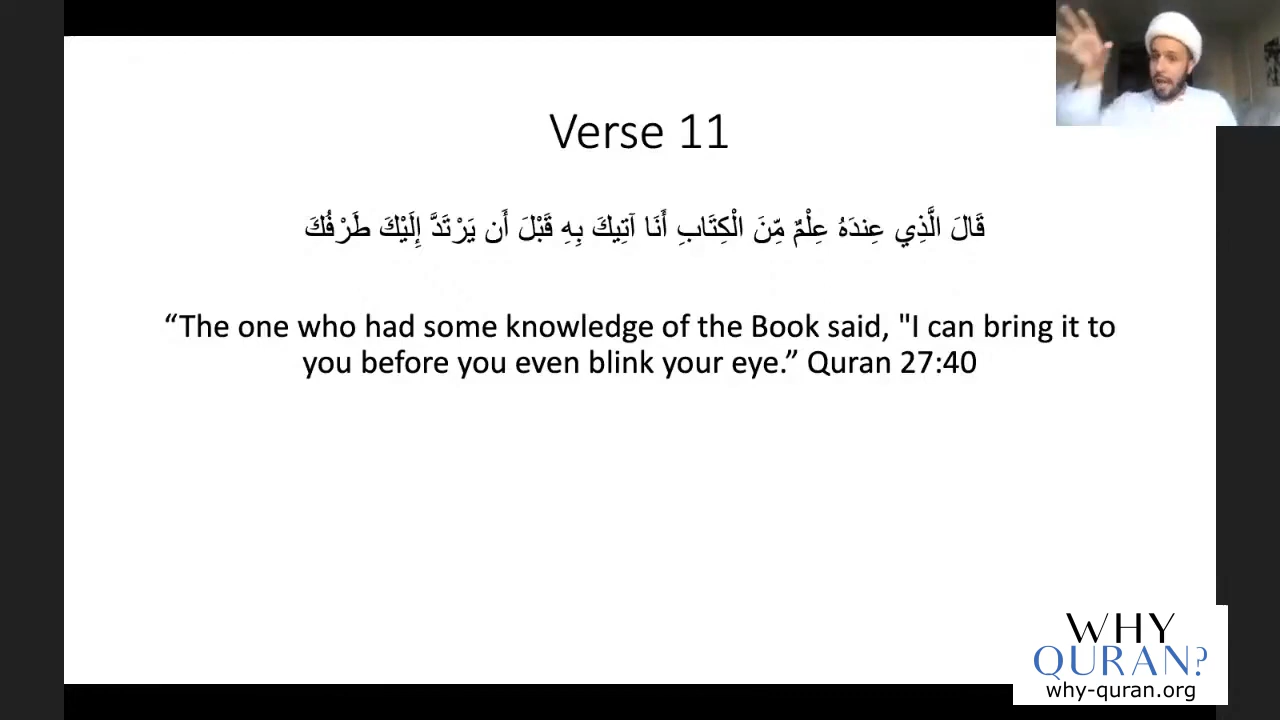 Verse 11
قَالَ الَّذِي عِندَهُ عِلْمٌ مِّنَ الْكِتَابِ أَنَا آتِيكَ بِهِ قَبْلَ أَن يَرْتَدَّ إِلَيْكَ طَرْفُكَ
“The one who had some knowledge of the Book said, "I can bring it to
you before you even blink your eye.” Quran 27:40
WHY
QURAN?
why-quran.org